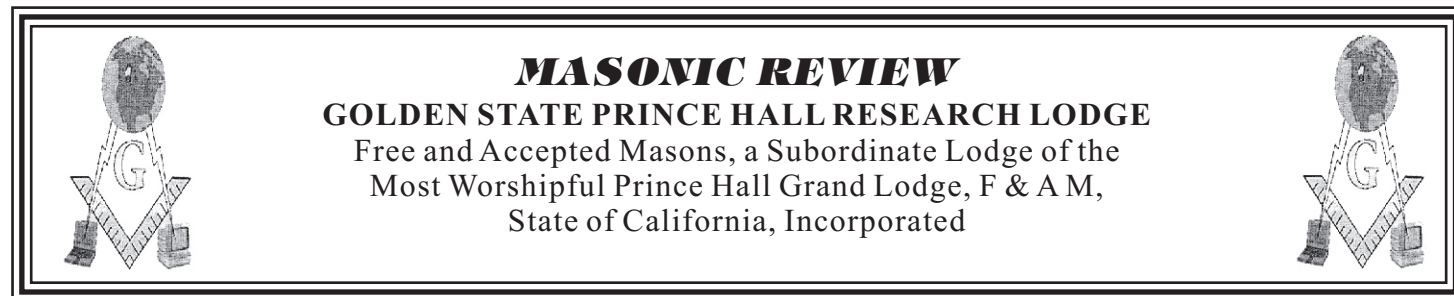 MASONIC REVIEW
GOLDEN STATE PRINCE HALL RESEARCH LODGE
Free and Accepted Masons, a Subordinate Lodge of the
Most Worshipful Prince Hall Grand Lodge, F & A M,
State of California, Incorporated
G
G